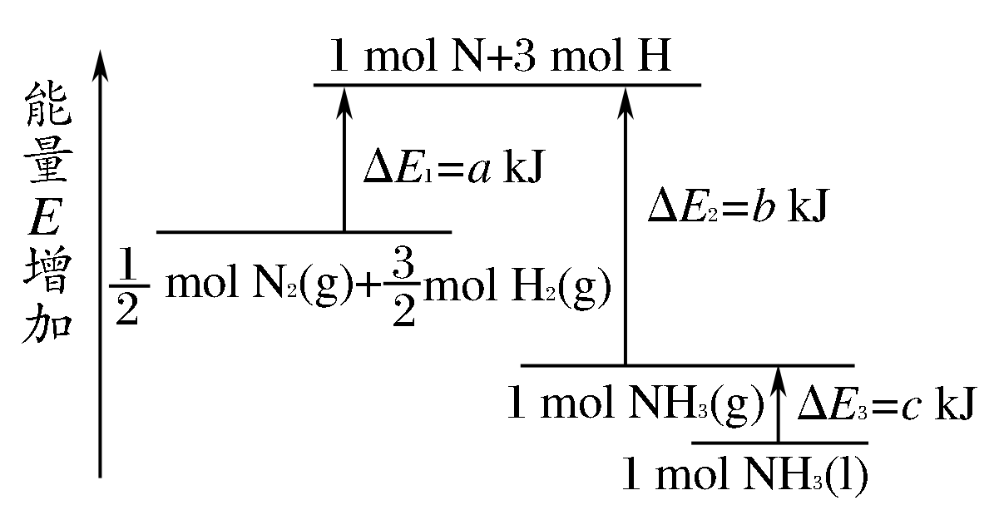 能量E增加
1 mol N+3 mol H
ΔE₁=a kJ
ΔE₂=b kJ
1/2 mol N₂(g)+3/2 mol H₂(g)
1 mol NH₃(g)
ΔE₃=c kJ
1 mol NH₃(l)